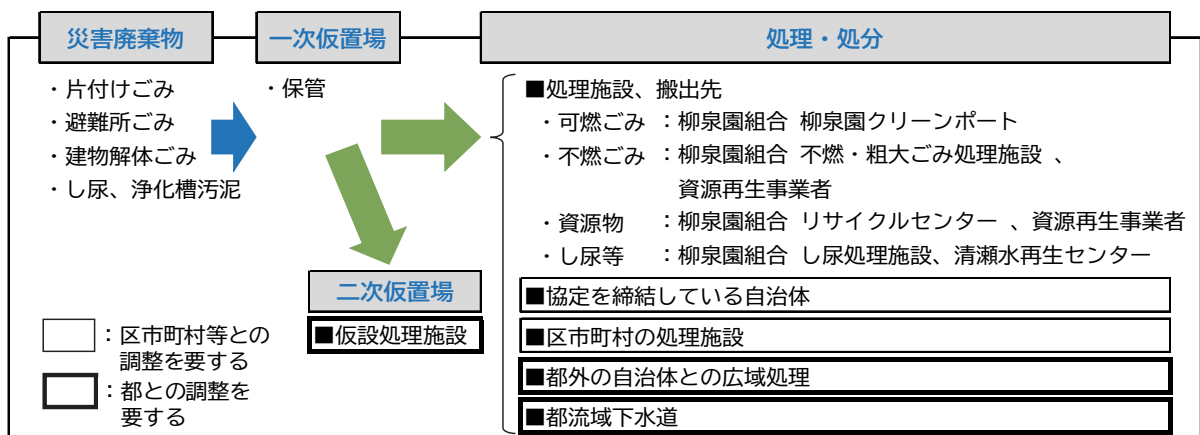 災害廃棄物
・片付けごみ
・避難所ごみ
・建物解体ごみ
・し尿、浄化槽汚泥
一次仮置場
・保管
二次仮置場
■仮設処理施設
処理・処分
■処理施設、搬出先
・可燃ごみ ：柳泉園組合 柳泉園クリーンポート
・不燃ごみ ：柳泉園組合 不燃・粗大ごみ処理施設 、
資源再生事業者
・資源物 ：柳泉園組合 リサイクルセンター 、資源再生事業者
・し尿等 ：柳泉園組合 し尿処理施設、清瀬水再生センター
■協定を締結している自治体
■区市町村の処理施設
■都外の自治体との広域処理
■都流域下水道
：区市町村等との
調整を要する
：都との調整を
要する